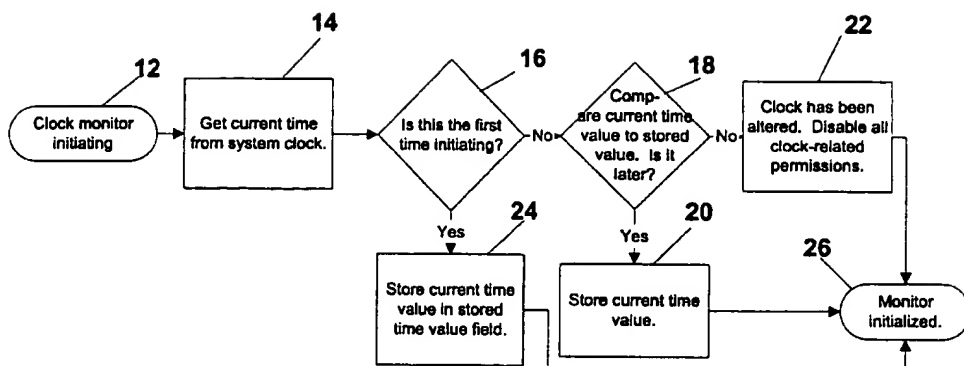 12
Clock monitor
initiating
14
Get current time
from system clock.
16
Is this the first
time initiating?
No
18
Comp-
are current time
value to stored
value. Is it
later?
No
22
Clock has been
altered. Disable all
clock-related
permissions.
Yes
24
Store current time
value in stored
time value field.
Yes
20
Store current time
value.
26
Monitor
initialized.